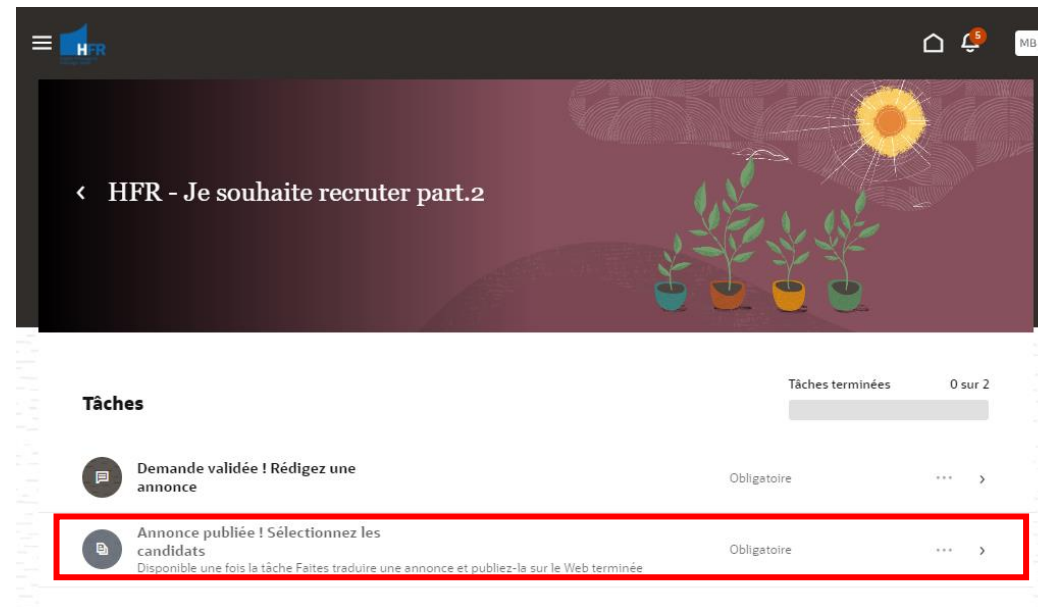 HFR
5
MB
HFR - Je souhaite recruter part.2
Tâches terminées 0 sur 2
Tâches
Demande validée ! Rédigez une
annonce
Obligatoire
Annonce publiée ! Sélectionnez les
candidats
Obligatoire
Disponible une fois la tâche Faites traduire une annonce et publiez-la sur le Web terminée